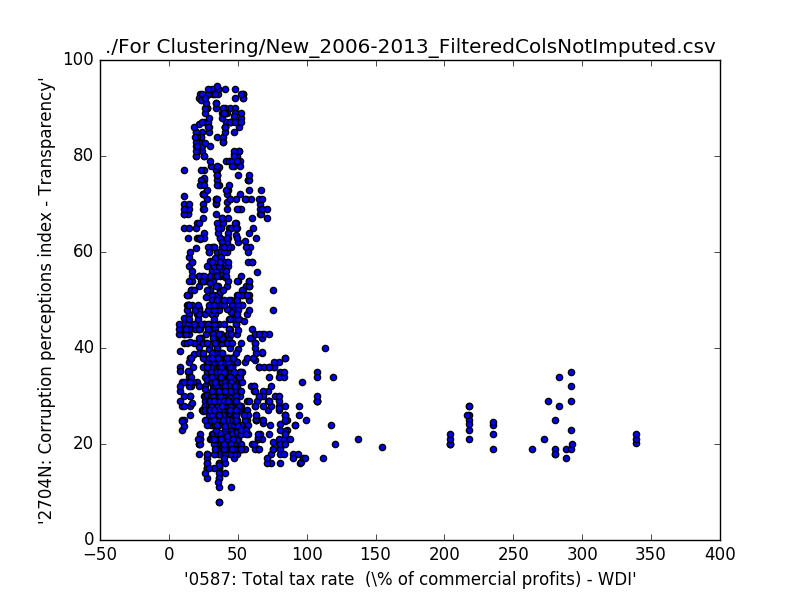 ./For Clustering/New_2006-2013_FilteredColsNotImputed.csv
100
80
60
40
20
0
'2704N: Corruption perceptions index - Transparency'
−50 0 50 100 150 200 250 300 350 400
'0587: Total tax rate  (\% of commercial profits) - WDI'